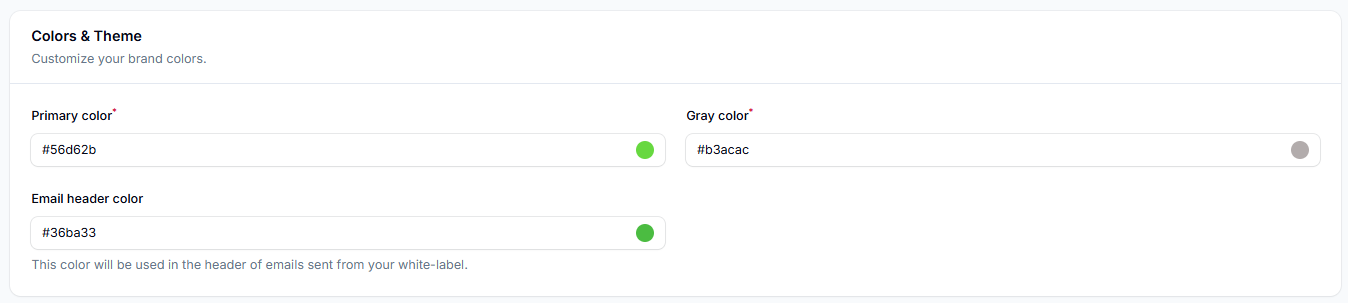 Colors & Theme
Customize your brand colors.
Primary color*
Gray color*
#56d62b
#b3acac
Email header color
#36ba33
This color will be used in the header of emails sent from your white-label.